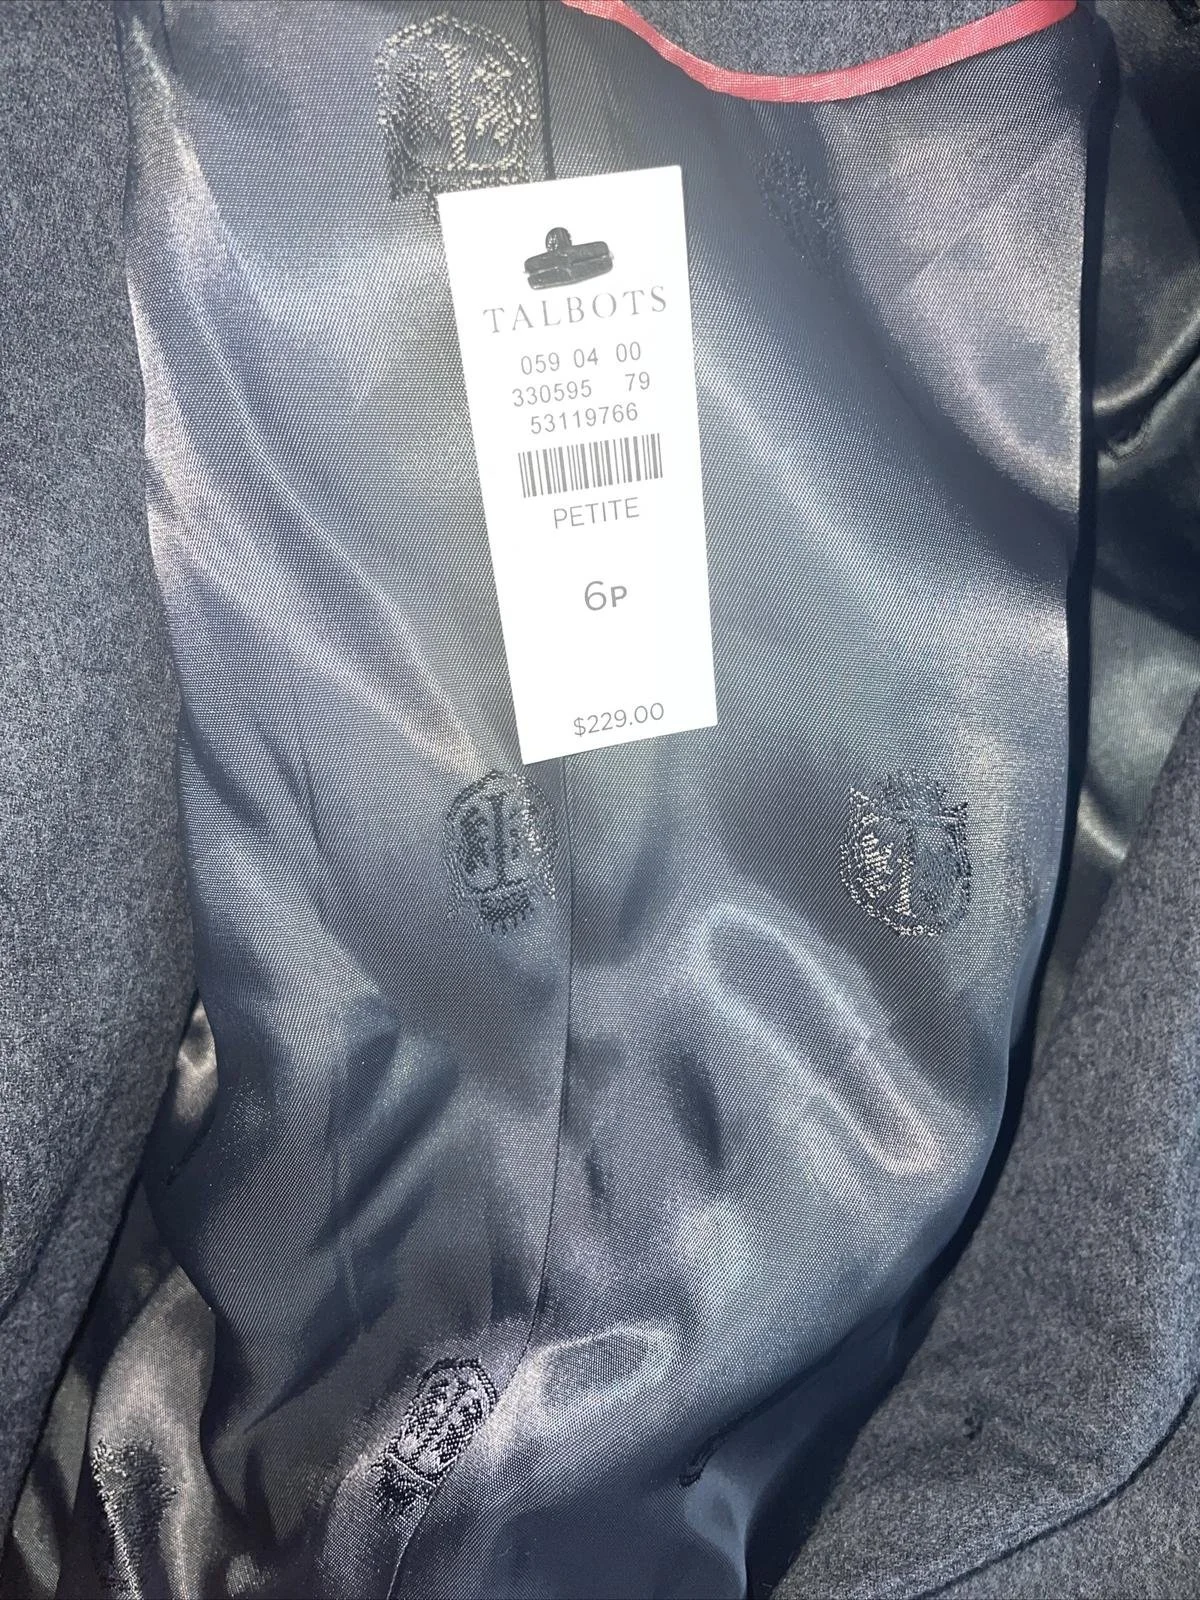 TALBOTS
059 04 00
330595 79
53119766
PETITE
6P
$229.00